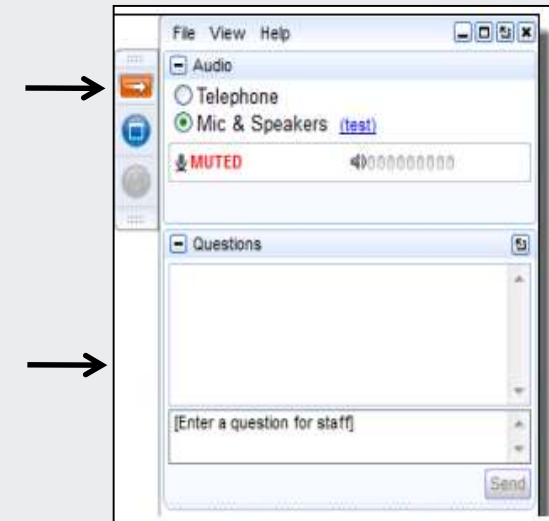 File View Help
Audio
Telephone
Mic & Speakers (test)
MUTED
Questions
[Enter a question for staff]
Send